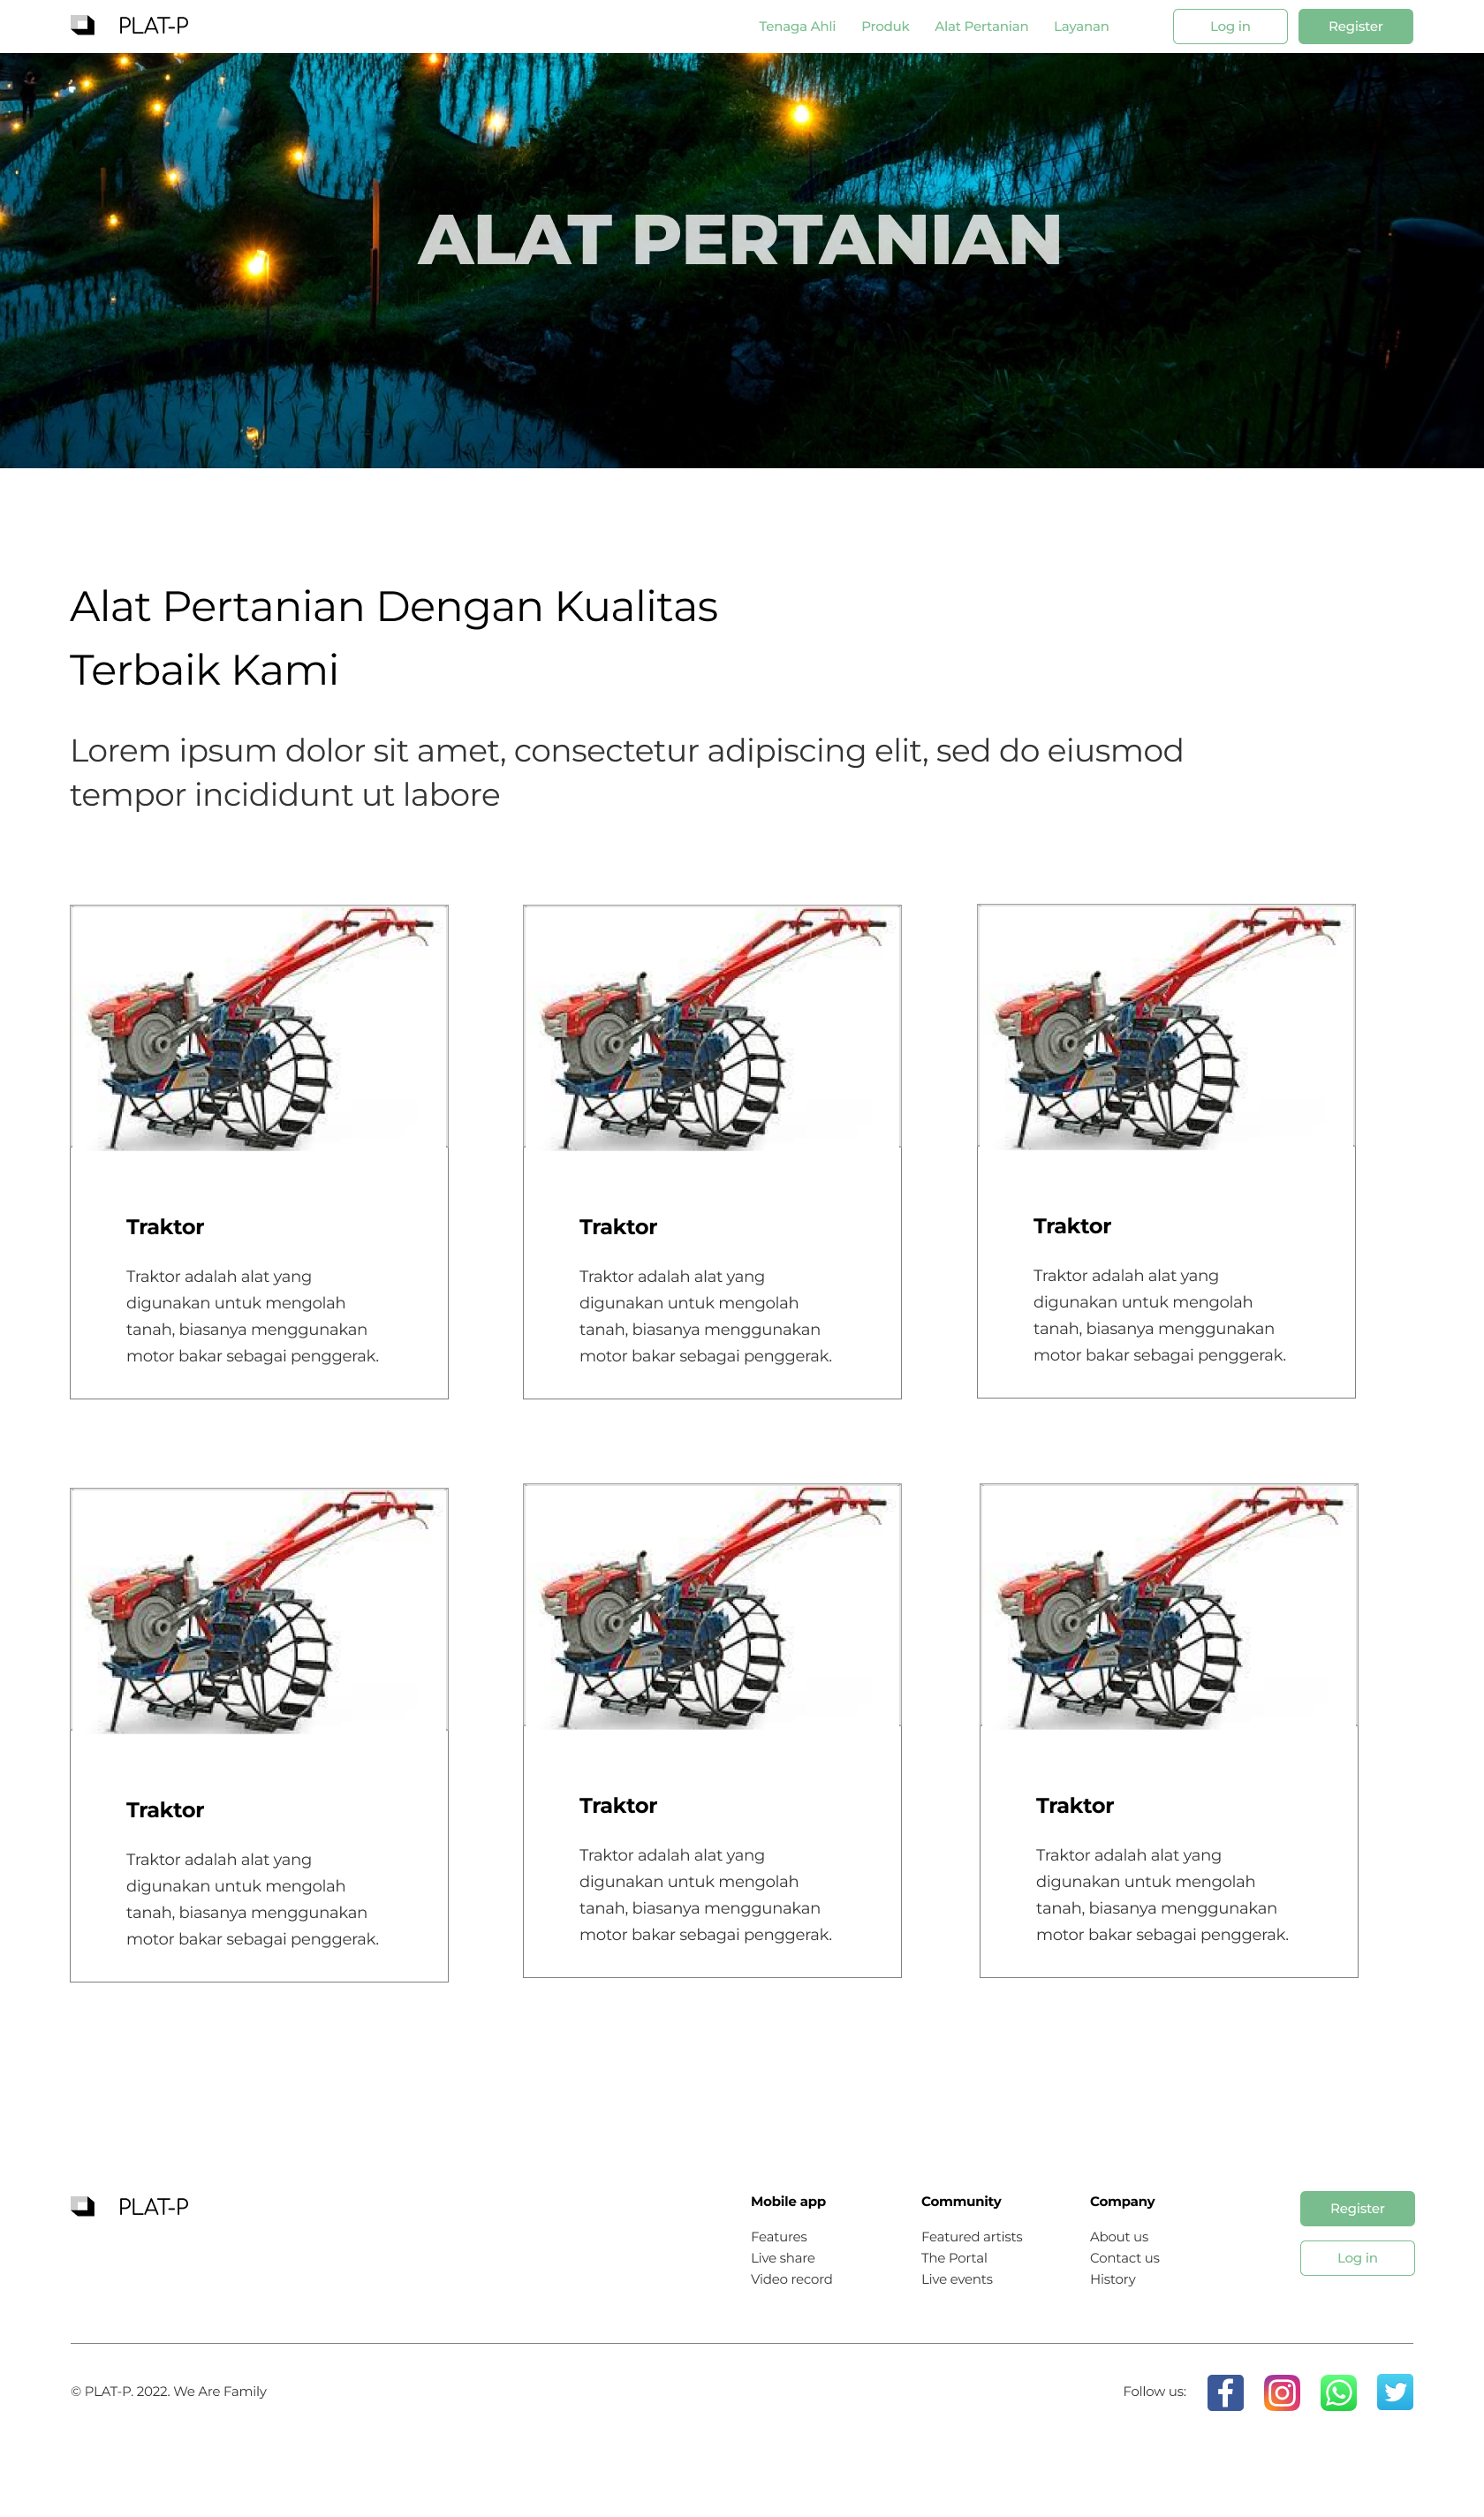 PLAT-P
Tenaga Ahli Produk Alat Pertanian Layanan Log in Register
ALAT PERTANIAN
Alat Pertanian Dengan Kualitas
Terbaik Kami
Lorem ipsum dolor sit amet, consectetur adipiscing elit, sed do eiusmod
tempor incididunt ut labore
Traktor
Traktor adalah alat yang
digunakan untuk mengolah
tanah, biasanya menggunakan
motor bakar sebagai penggerak.
Traktor
Traktor adalah alat yang
digunakan untuk mengolah
tanah, biasanya menggunakan
motor bakar sebagai penggerak.
Traktor
Traktor adalah alat yang
digunakan untuk mengolah
tanah, biasanya menggunakan
motor bakar sebagai penggerak.
Traktor
Traktor adalah alat yang
digunakan untuk mengolah
tanah, biasanya menggunakan
motor bakar sebagai penggerak.
Traktor
Traktor adalah alat yang
digunakan untuk mengolah
tanah, biasanya menggunakan
motor bakar sebagai penggerak.
Traktor
Traktor adalah alat yang
digunakan untuk mengolah
tanah, biasanya menggunakan
motor bakar sebagai penggerak.
PLAT-P
Mobile app
Features
Live share
Video record
Community
Featured artists
The Portal
Live events
Company
About us
Contact us
History
Register
Log in
© PLAT-P. 2022. We Are Family
Follow us: